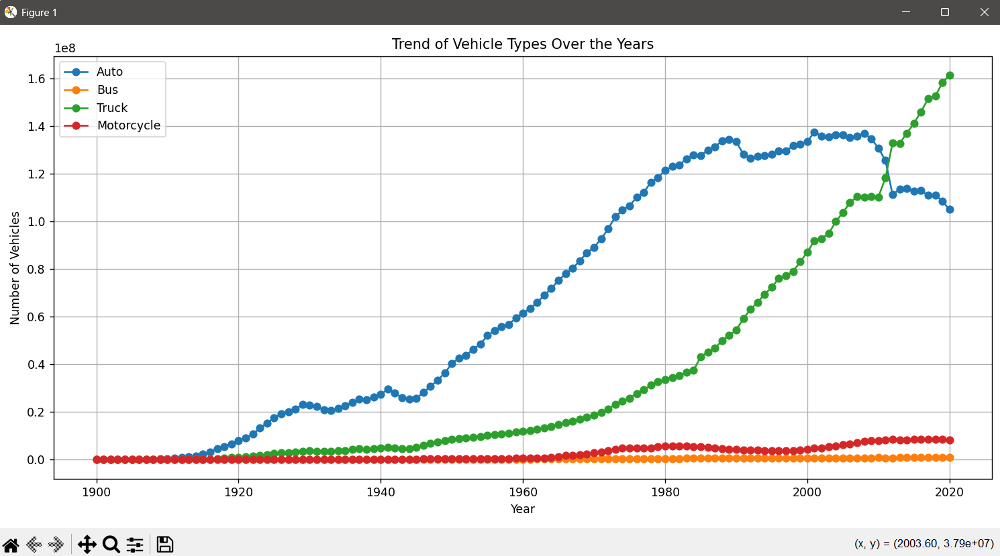 Figure 1
Trend of Vehicle Types Over the Years
1e8
Auto
Bus
Truck
Motorcycle
1.6
1.4
1.2
1.0
0.8
0.6
0.4
0.2
0.0
Number of Vehicles
1900 1920 1940 1960 1980 2000 2020
Year
(x, y) = (2003.60, 3.79e+07)